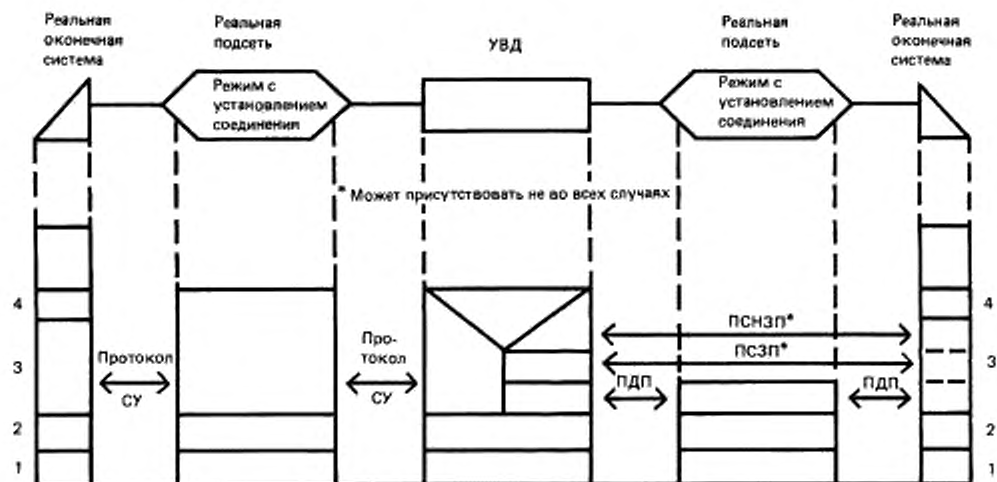 Реальная
оконечная
система
Реальная
подсеть
УВД
Реальная
подсеть
Реальная
оконечная
система
Режим с
установлением
соединения
Режим с
установлением
соединения
* Может присутствовать не во всех случаях
4
3
2
1
Протокол
СУ
Про-
токол
СУ
ПСНЗП*
ПСЗП*
ПДП
ПДП
4
3
2
1